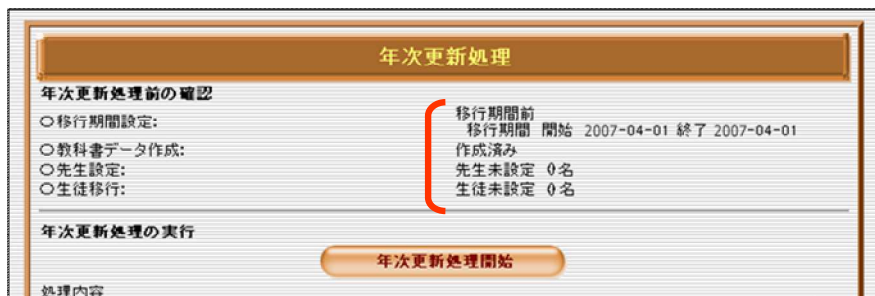 年次更新処理
年次更新処理前の確認
○移行期間設定:
移行期間前
移行期間 開始 2007-04-01 終了 2007-04-01
○教科書データ作成:
作成済み
○先生設定:
先生未設定 0名
○生徒移行:
生徒未設定 0名
年次更新処理の実行
年次更新処理開始
処理内容